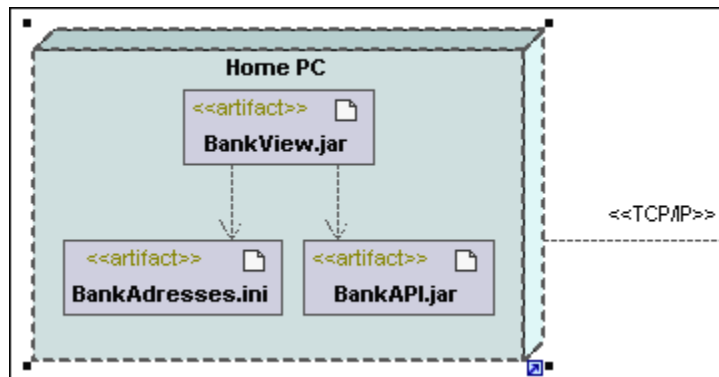 Home PC
<<artifact>>
BankView.jar
<<TCP/IP>>
<<artifact>>
BankAdresses.ini
<<artifact>>
BankAPI.jar